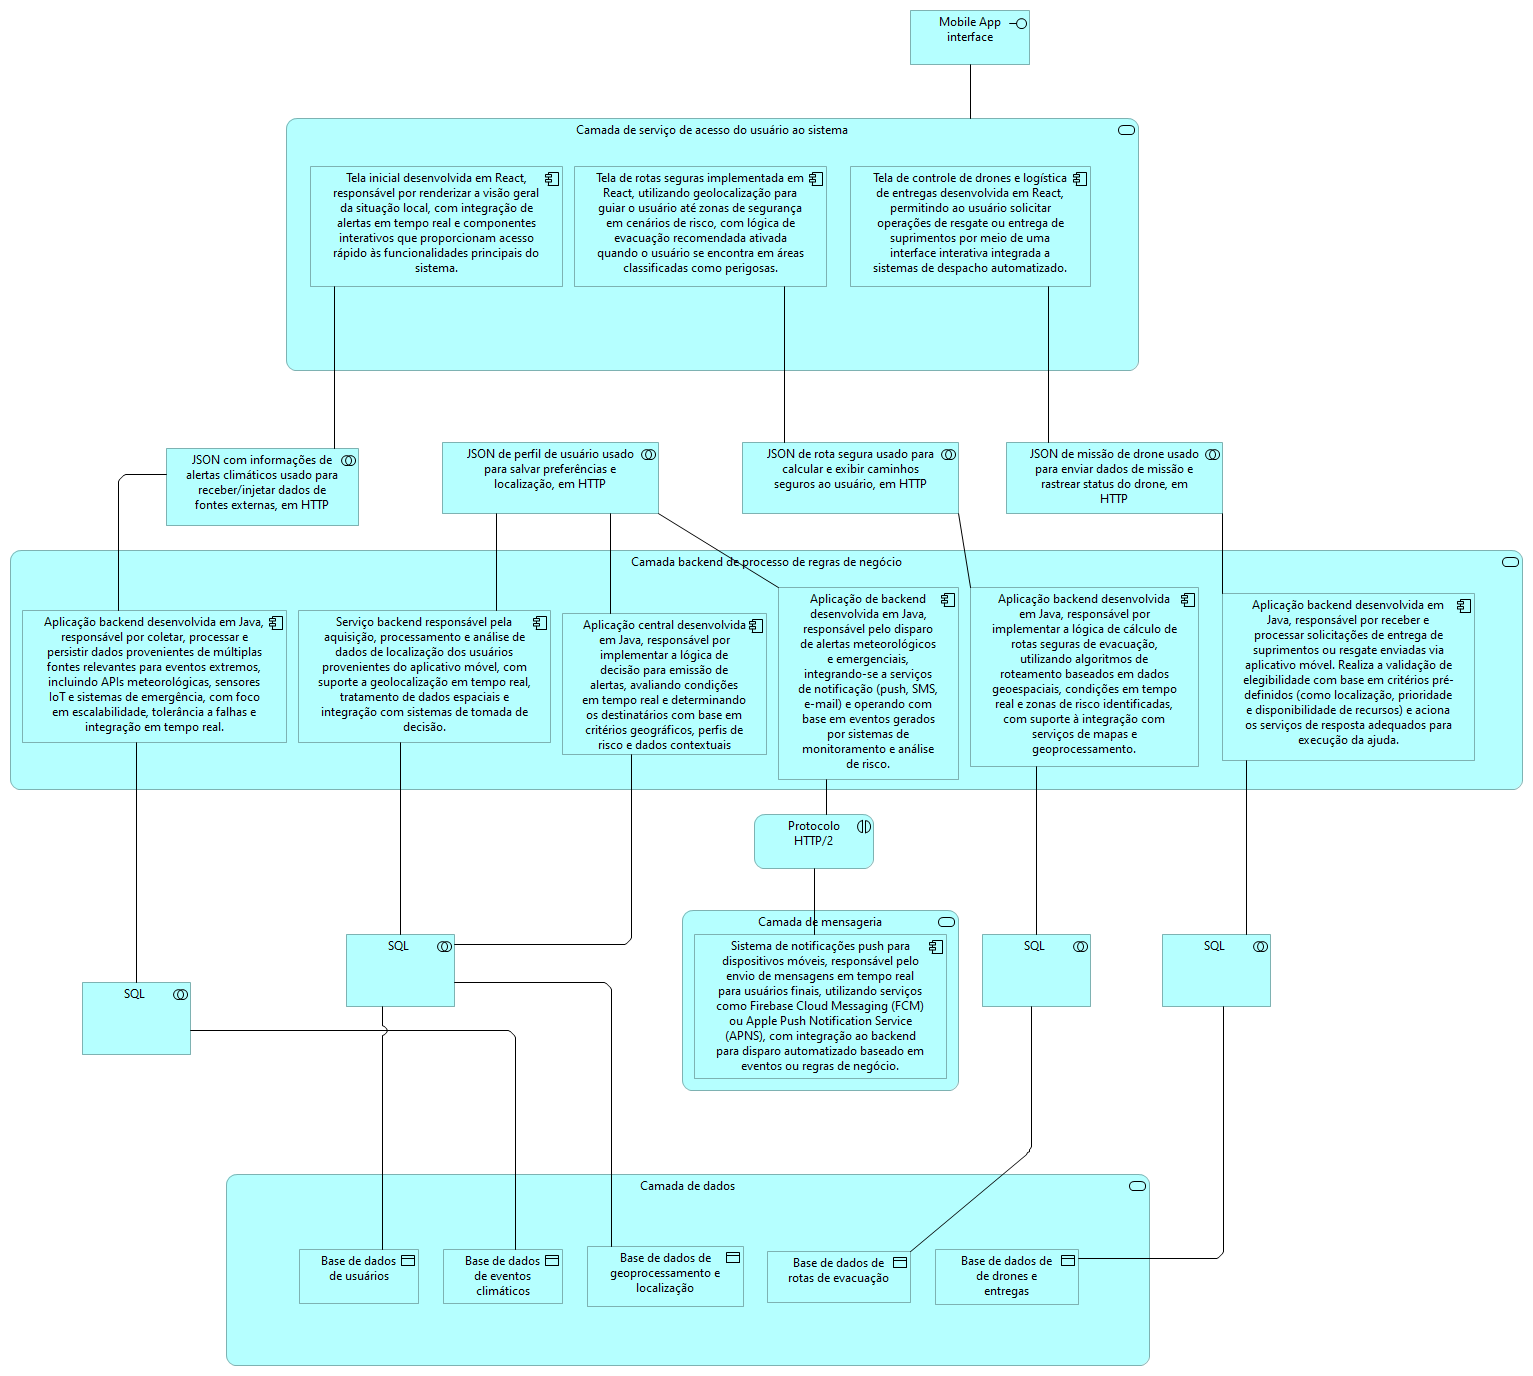 Mobile App
interface
Camada de serviço de acesso do usuário ao sistema
Tela inicial desenvolvida em React,
responsável por renderizar a visão geral
da situação local, com integração de
alertas em tempo real e componentes
interativos que proporcionam acesso
rápido às funcionalidades principais do
sistema.
Tela de rotas seguras implementada em
React, utilizando geolocalização para
guiar o usuário até zonas de segurança
em cenários de risco, com lógica de
evacuação recomendada ativada
quando o usuário se encontra em áreas
classificadas como perigosas.
Tela de controle de drones e logística
de entregas desenvolvida em React,
permitindo ao usuário solicitar
operações de resgate ou entrega de
suprimentos por meio de uma
interface interativa integrada a
sistemas de despacho automatizado.
JSON com informações de
alertas climáticos usado para
receber/injetar dados de
fontes externas, em HTTP
JSON de perfil de usuário usado
para salvar preferências e
localização, em HTTP
JSON de rota segura usado para
calcular e exibir caminhos
seguros ao usuário, em HTTP
JSON de missão de drone usado
para enviar dados de missão e
rastrear status do drone, em
HTTP
Camada backend de processo de regras de negócio
Aplicação backend desenvolvida em Java,
responsável por coletar, processar e
persistir dados provenientes de múltiplas
fontes relevantes para eventos extremos,
incluindo APIs meteorológicas, sensores
IoT e sistemas de emergência, com foco
em escalabilidade, tolerância a falhas e
integração em tempo real.
Serviço backend responsável pela
aquisição, processamento e análise de
dados de localização dos usuários
provenientes do aplicativo móvel, com
suporte a geolocalização em tempo real,
tratamento de dados espaciais e
integração com sistemas de tomada de
decisão.
Aplicação central desenvolvida
em Java, responsável por
implementar a lógica de
decisão para emissão de
alertas, avaliando condições
em tempo real e determinando
os destinatários com base em
critérios geográficos, perfis de
risco e dados contextuais
Aplicação de backend
desenvolvida em Java,
responsável pelo disparo
de alertas meteorológicos
e emergenciais,
integrando-se a serviços
de notificação (push, SMS,
e-mail) e operando com
base em eventos gerados
por sistemas de
monitoramento e análise
de risco.
Aplicação backend desenvolvida
em Java, responsável por
implementar a lógica de cálculo de
rotas seguras de evacuação,
utilizando algoritmos de
roteamento baseados em dados
geoespaciais, condições em tempo
real e zonas de risco identificadas,
com suporte à integração com
serviços de mapas e
geoprocessamento.
Aplicação backend desenvolvida em
Java, responsável por receber e
processar solicitações de entrega de
suprimentos ou resgate enviadas via
aplicativo móvel. Realiza a validação de
elegibilidade com base em critérios pré-
definidos (como localização, prioridade
e disponibilidade de recursos) e aciona
os serviços de resposta adequados para
execução da ajuda.
Protocolo
HTTP/2
Camada de mensageria
Sistema de notificações push para
dispositivos móveis, responsável pelo
envio de mensagens em tempo real
para usuários finais, utilizando serviços
como Firebase Cloud Messaging (FCM)
ou Apple Push Notification Service
(APNS), com integração ao backend
para disparo automatizado baseado em
eventos ou regras de negócio.
SQL
SQL
SQL
SQL
Camada de dados
Base de dados
de usuários
Base de dados
de eventos
climáticos
Base de dados de
geoprocessamento e
localização
Base de dados de
rotas de evacuação
Base de dados de
de drones e
entregas